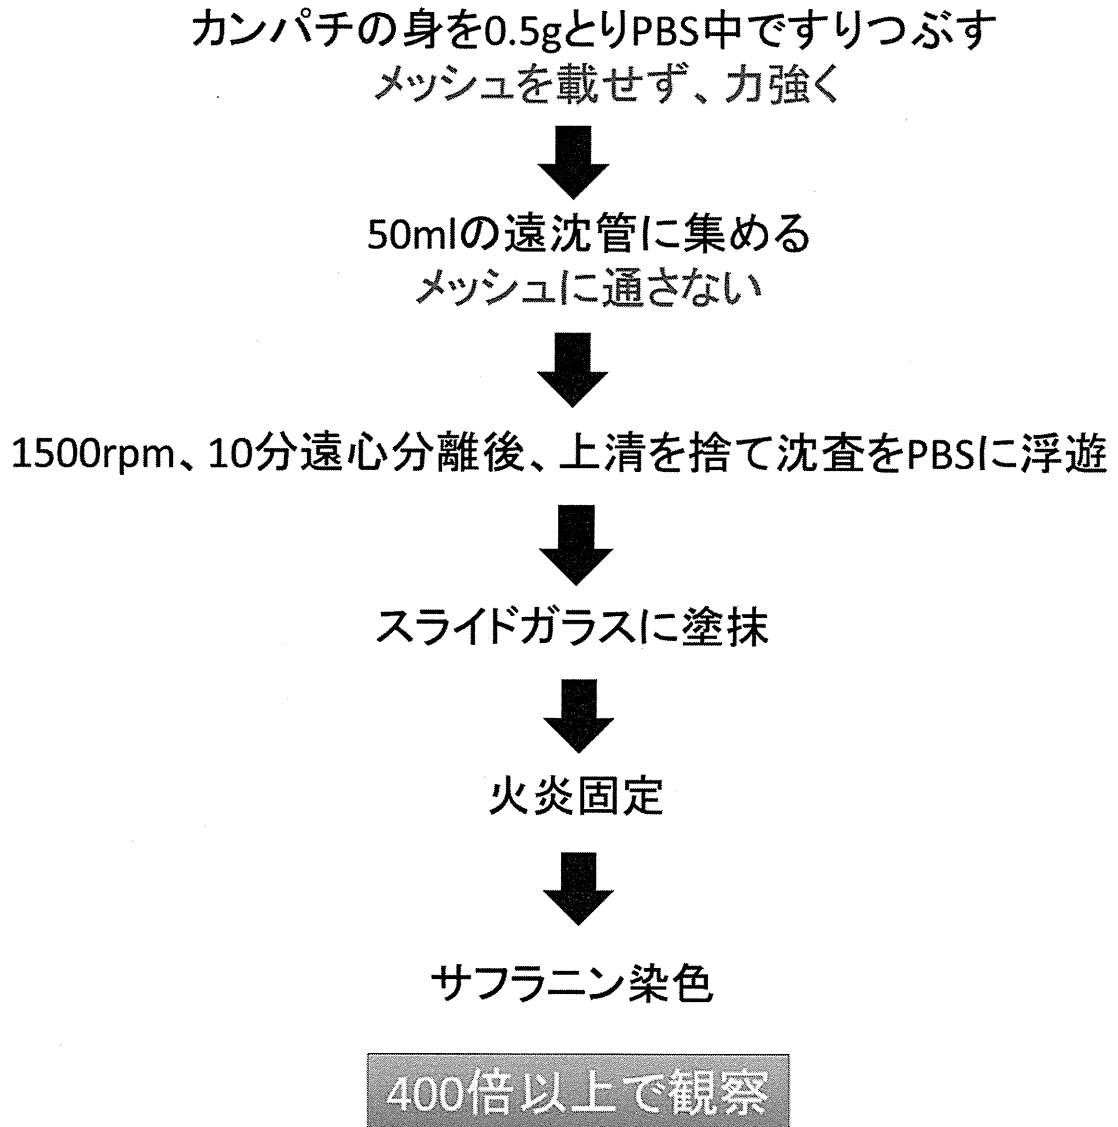 カンパチの身を0.5gとりPBS中ですりつぶす
メッシュを載せず、力強く
50mlの遠沈管に集める
メッシュに通さない
1500rpm、10分遠心分離後、上清を捨て沈査をPBSに浮遊
スライドガラスに塗抹
火炎固定
サフラニン染色
400倍以上で観察